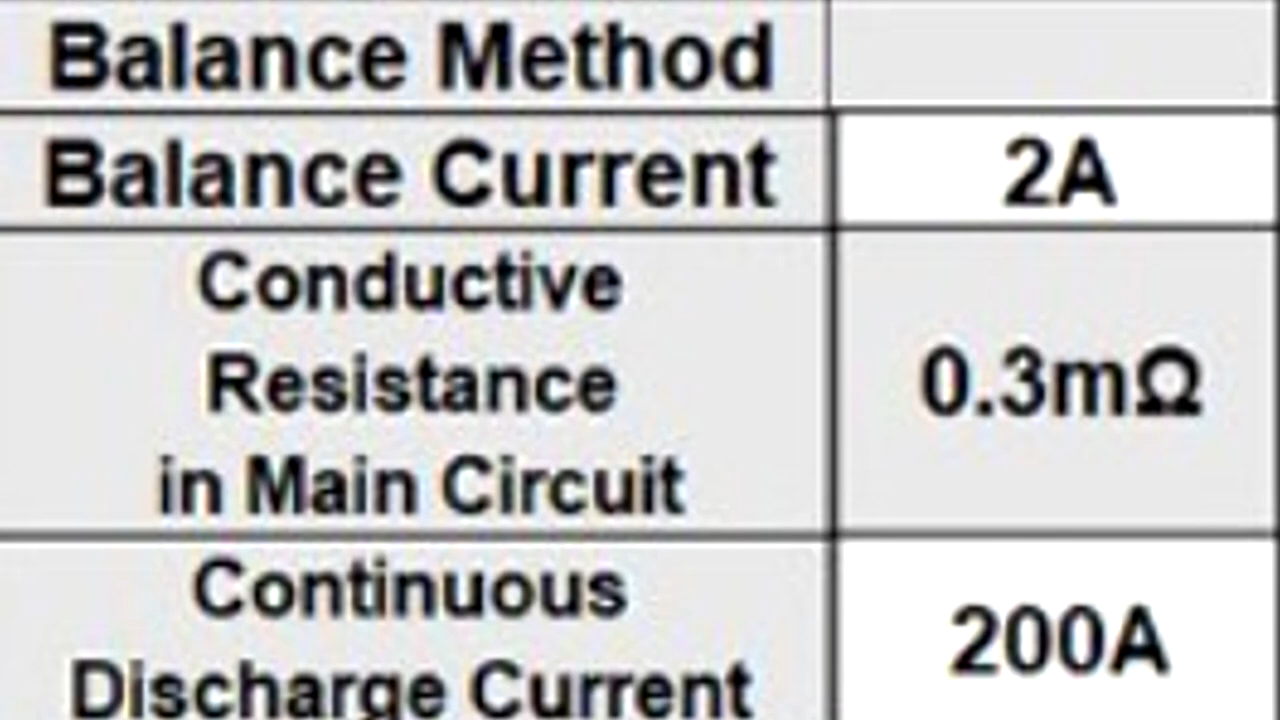 Balance Method
Balance Current
2A
Conductive
Resistance
in Main Circuit
0.3mΩ
Continuous
Discharge Current
200A